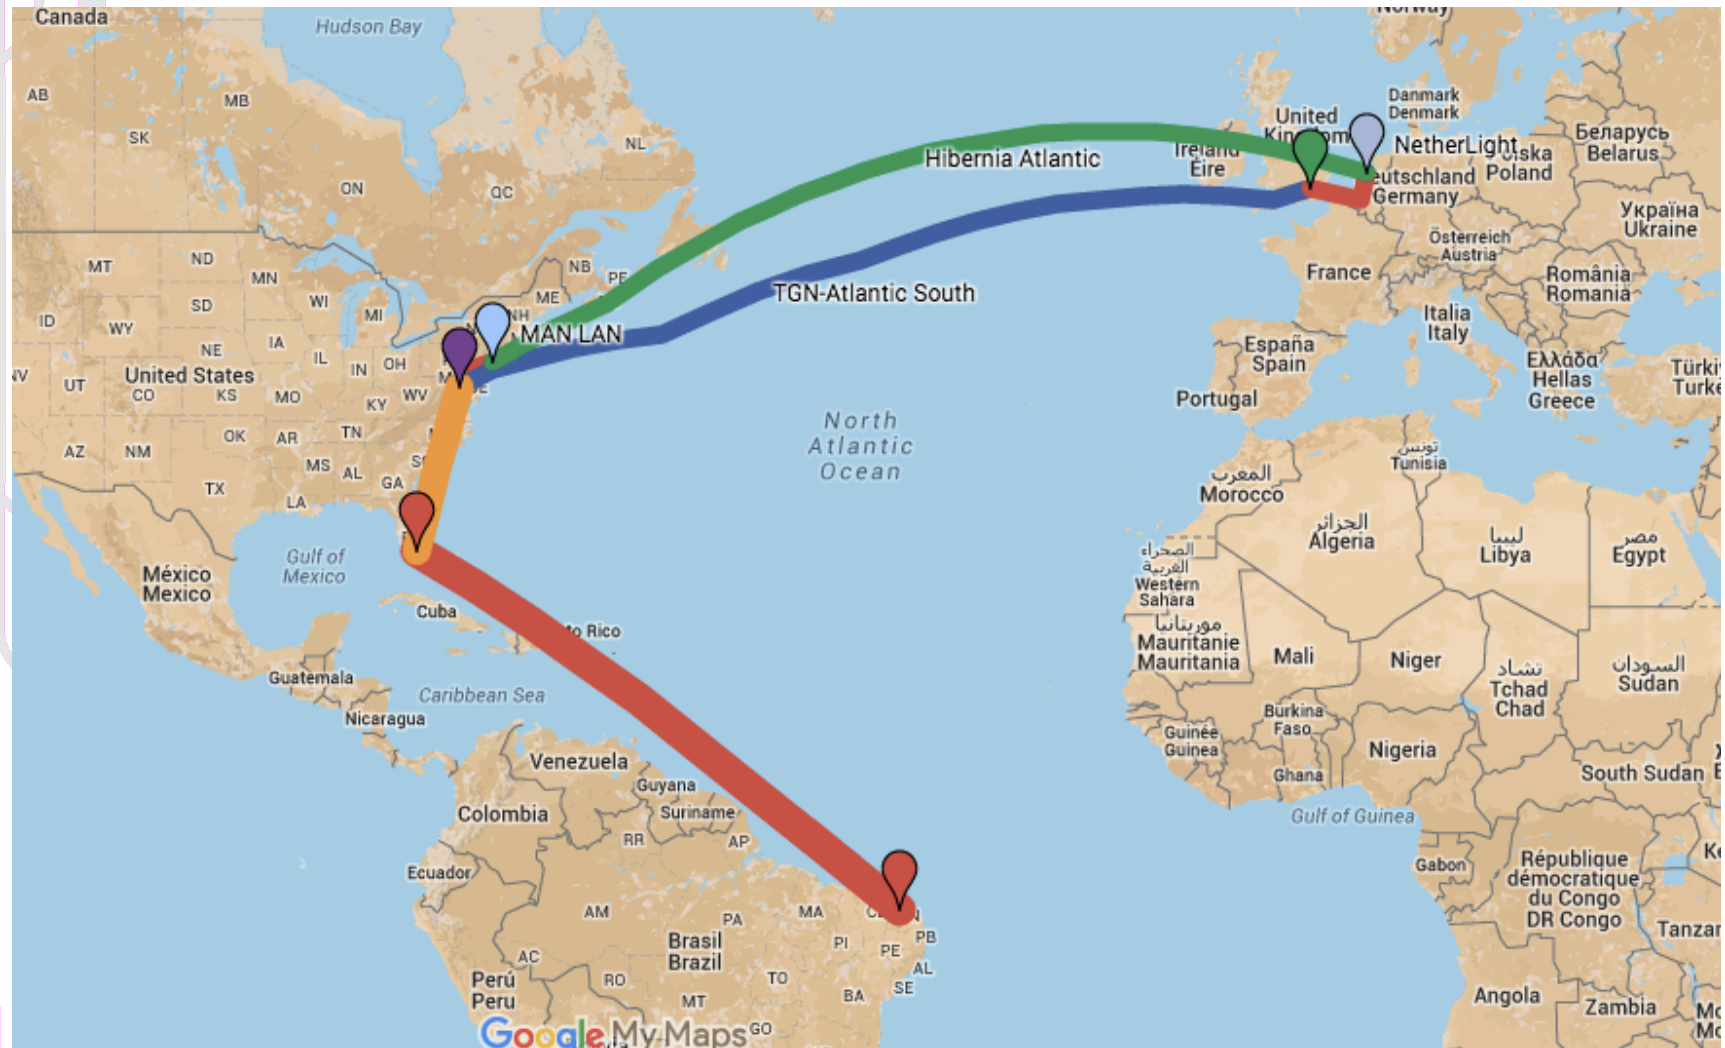 Canada
Hudson Bay
Norway
AB
MB
SK
NL
ON
QC
Danmark
Denmark
United
Kingdom
Ireland
Éire
NetherLight
Polska
Poland
Беларусь
Belarus
Hibernia Atlantic
eutschland
Germany
Україна
Ukraine
Österreich
Austria
France
România
Romania
MT
ND
MN
NB
PE
ME
NH
WI
SD
MI
ID
WY
TGN-Atlantic South
MAN LAN
Italia
Italy
España
Spain
Portugal
Ελλάδα
Hellas
Greece
NE
IA
IL
IN
OH
NV
UT
United States
CO
KS
MO
WV
KY
North
Atlantic
Ocean
AZ
NM
OK
AR
TN
MS
AL
GA
TX
LA
تونس
Tunisia
المغرب
Morocco
الجزائر
Algeria
ليبيا
Libya
مصر
Egypt
Gulf of
Mexico
México
Mexico
Cuba
to Rico
الصحراء
الغربية
Western
Sahara
موريتانيا
Mauritanie
Mauritania
Mali
Niger
تشاد
Tchad
Chad
السودان
Sudan
Guatemala
Caribbean Sea
Nicaragua
Burkina
Faso
Guinée
Guinea
Nigeria
Ghana
South Sudan
Gulf of Guinea
Venezuela
Guyana
Suriname
Colombia
RR
AP
Ecuador
Gabon
République
démocratique
du Congo
DR Congo
Tanzan
AM
PA
MA
PI
PB
PE
AL
SE
Brasil
Brazil
AC
RO
TO
BA
MT
GO
Perú
Peru
Angola
Zambia
Google My Maps